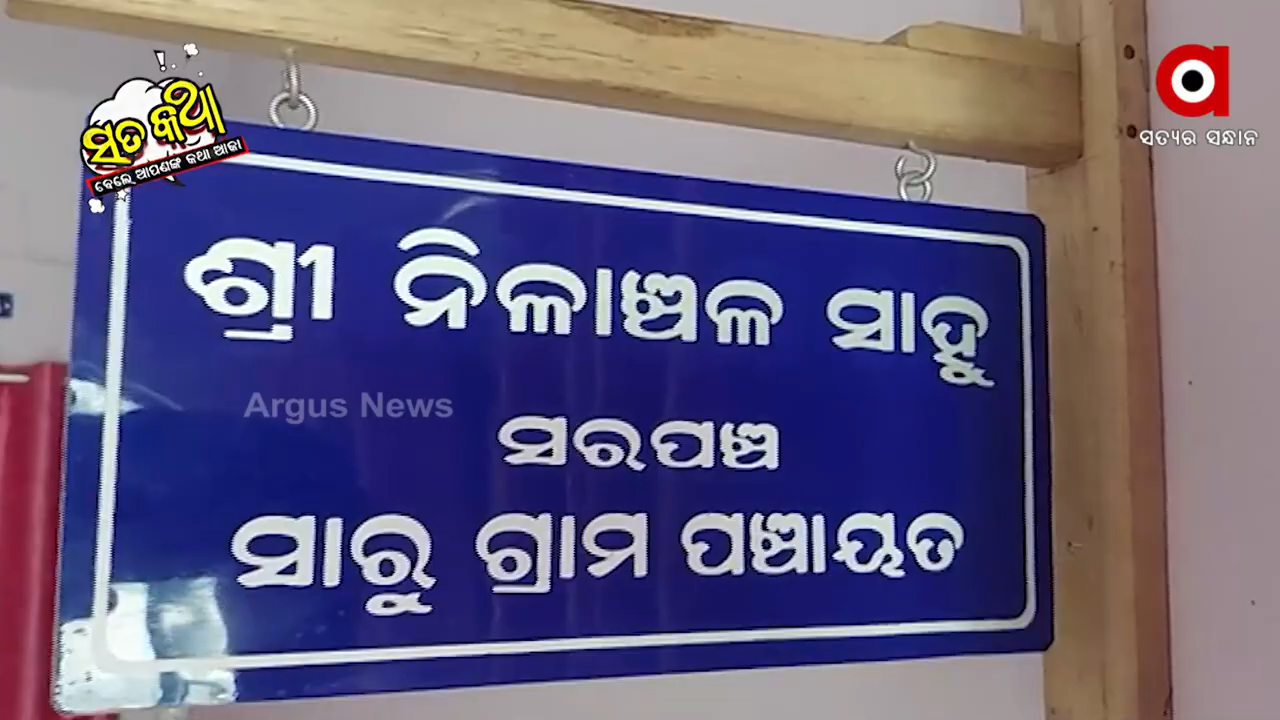 ସତ କଥା
ବେଲେ ଆପଣଙ୍କ କଥା ଆଜୀ
ସତ୍ୟର ସନ୍ଧାନ
ଶ୍ରୀ ନିଳାଞ୍ଚଳ ସାହୁ
Argus News
ସରପଞ୍ଚ
ସାରୁ ଗ୍ରାମ ପଞ୍ଚାୟତ